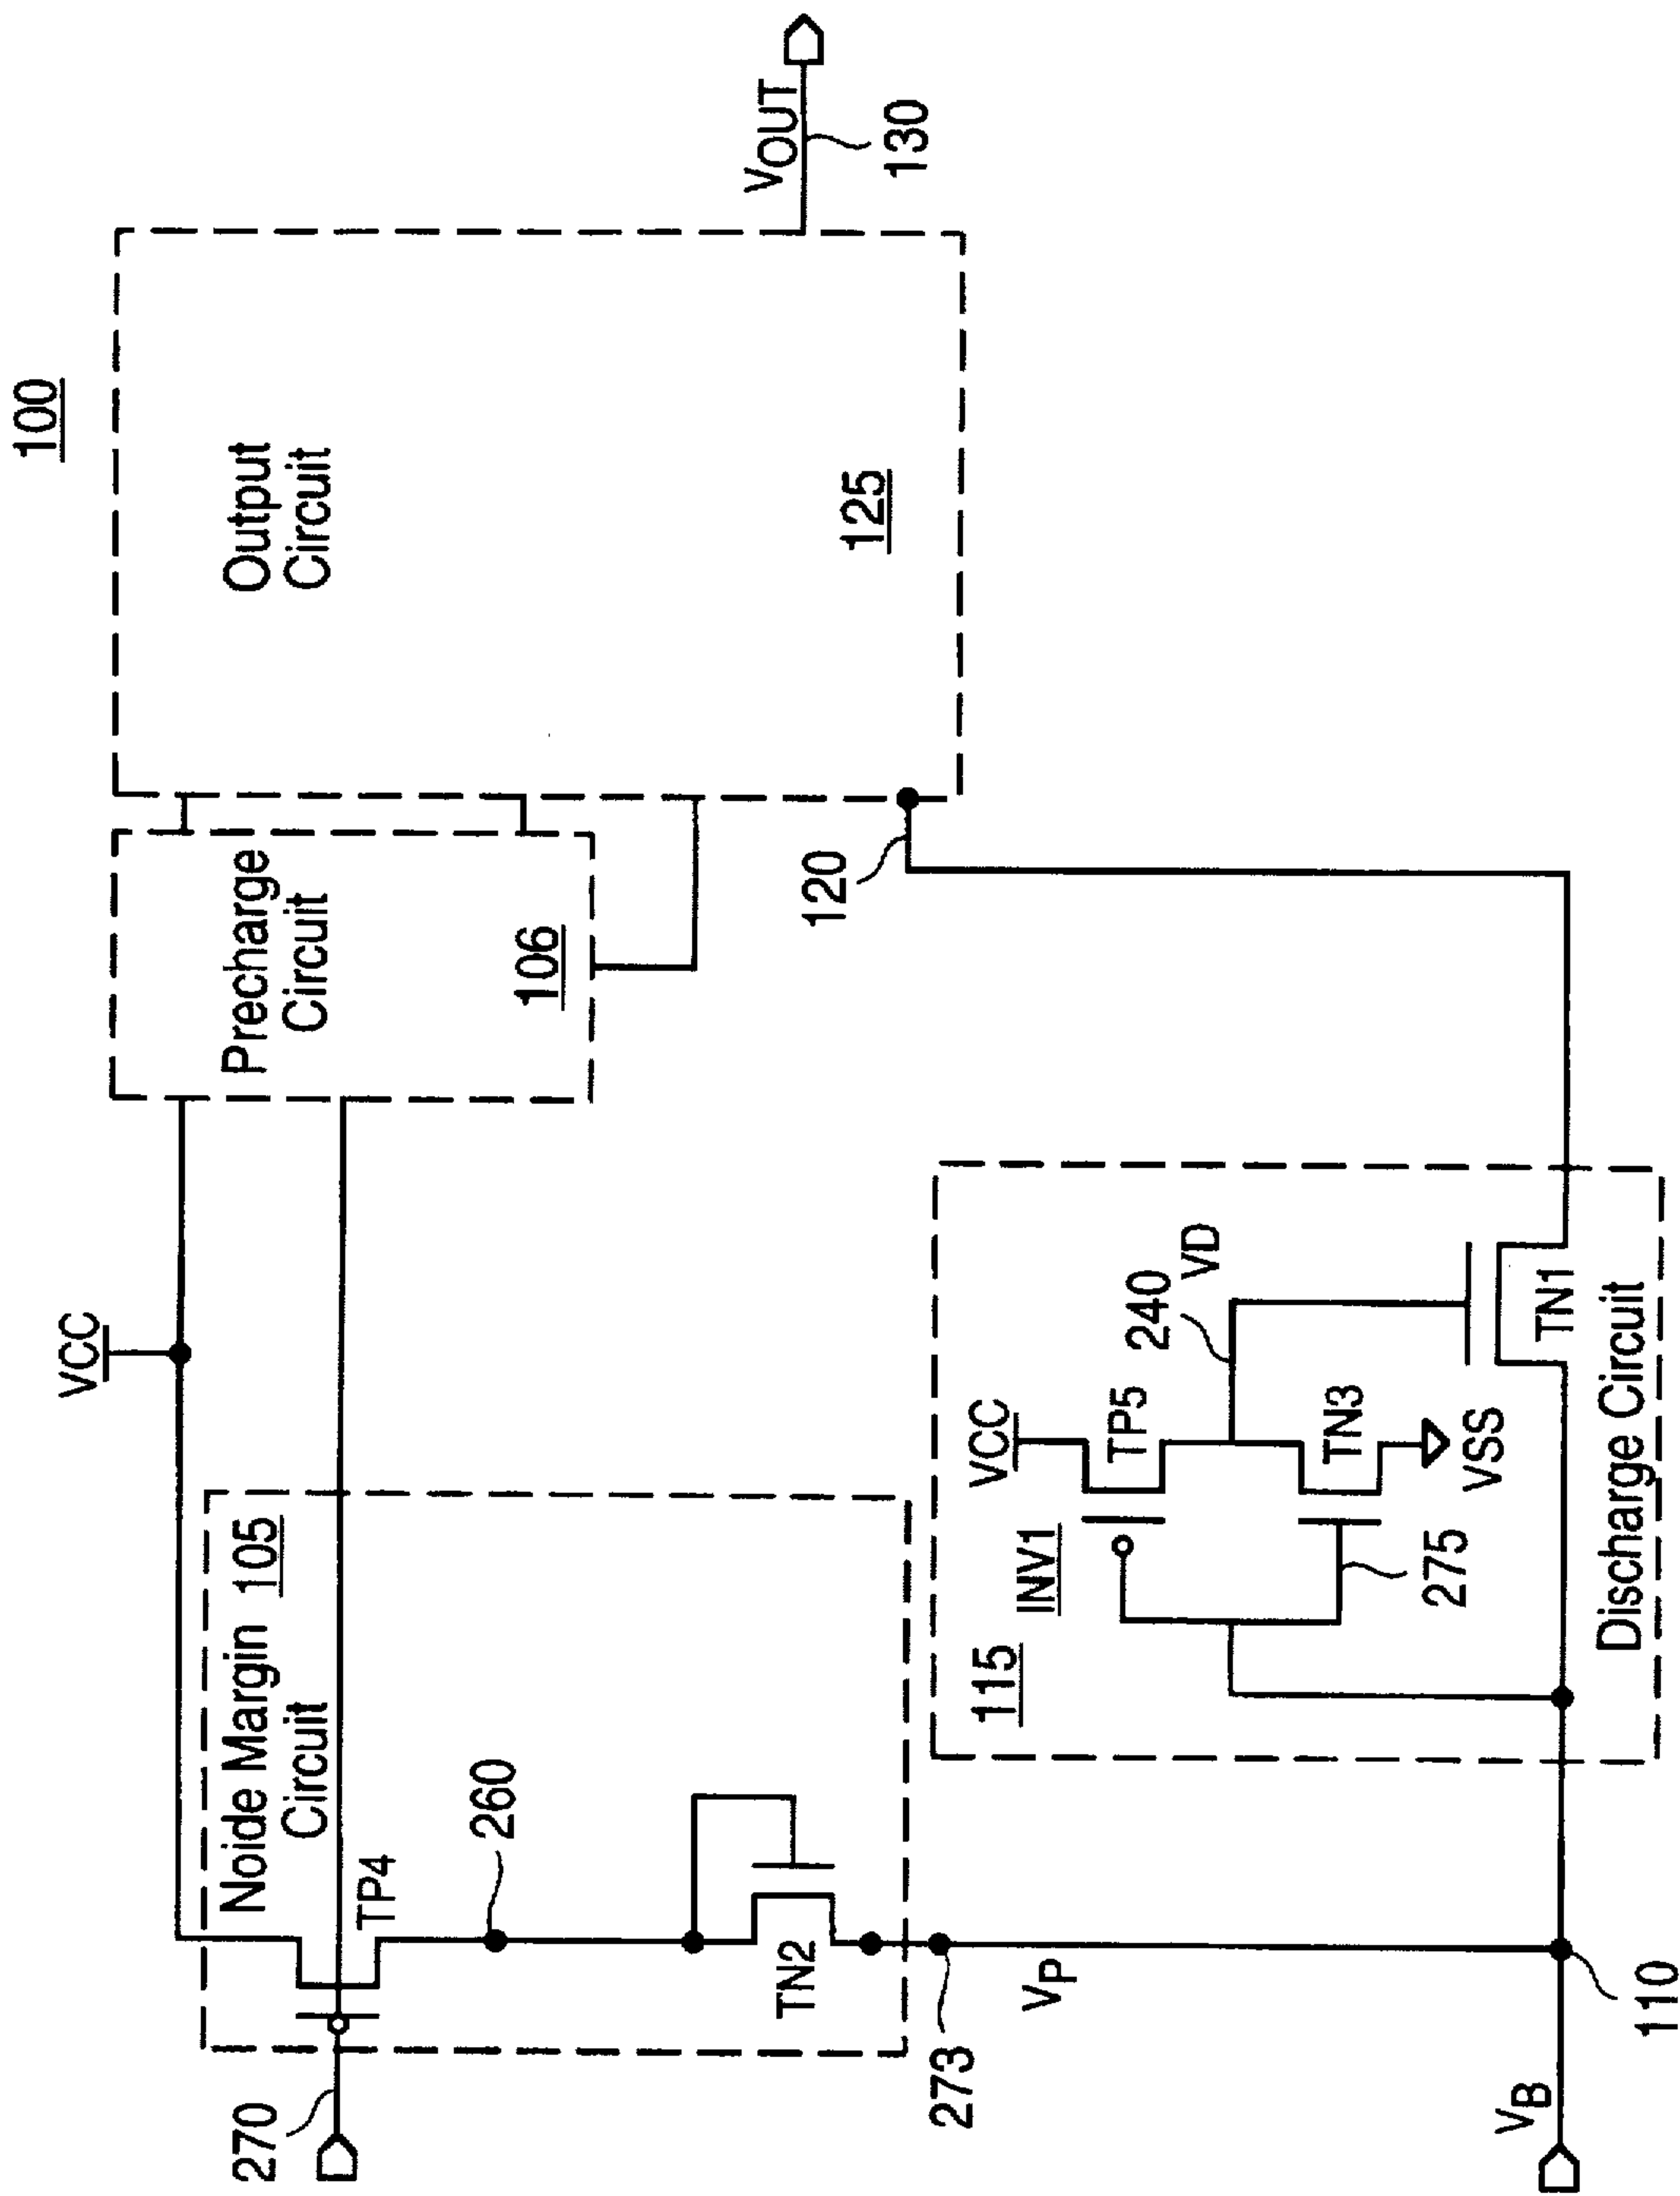 100
VCC
Noide Margin 105
Circuit
Precharge
Circuit
106
Output
Circuit
125
270
TP4
260
TN2
273
VP
VOUT
130
120
115
INV1
VCC
TP5
240
VD
TN3
275
VSS
TN1
Discharge Circuit
VB
110